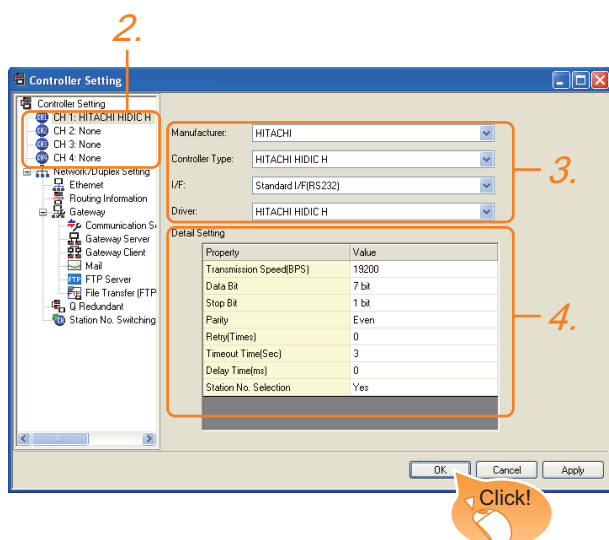 2.
Controller Setting
Controller Setting
CH 1: HITACHI HIDIC H
CH 2: None
CH 3: None
CH 4: None
Network/Duplex Setting
Ethernet
Routing Information
Gateway
Communication S
Gateway Server
Gateway Client
Mail
FTP Server
File Transfer (FTP
Q Redundant
Station No. Switching
Manufacturer: HITACHI
Controller Type: HITACHI HIDIC H
I/F: Standard I/F(RS232)
Driver: HITACHI HIDIC H
3.
Detail Setting
Property Value
Transmission Speed(BPS) 19200
Data Bit 7 bit
Stop Bit 1 bit
Parity Even
Retry(Times) 0
Timeout Time(Sec) 3
Delay Time(ms) 0
Station No. Selection Yes
4.
OK Cancel Apply
Click!